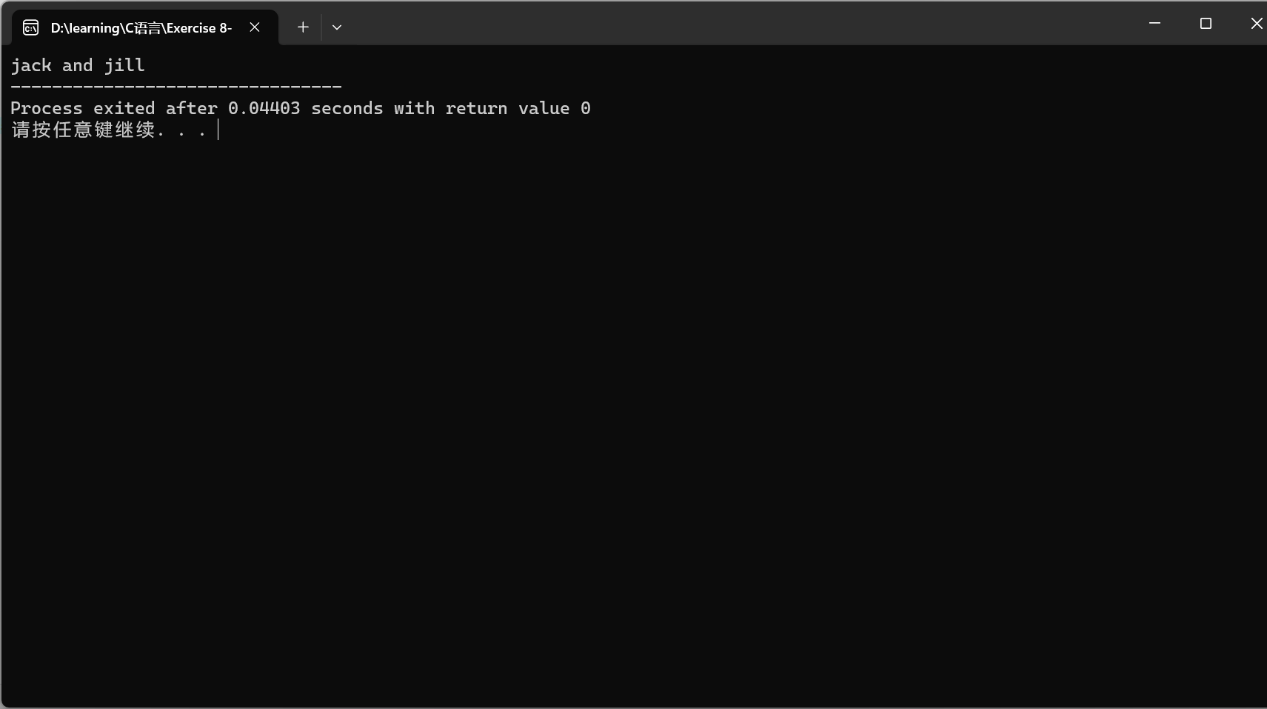 D:\learning\C语言\Exercise 8-
jack and jill
--------------------------------
Process exited after 0.04403 seconds with return value 0
请按任意键继续. . .